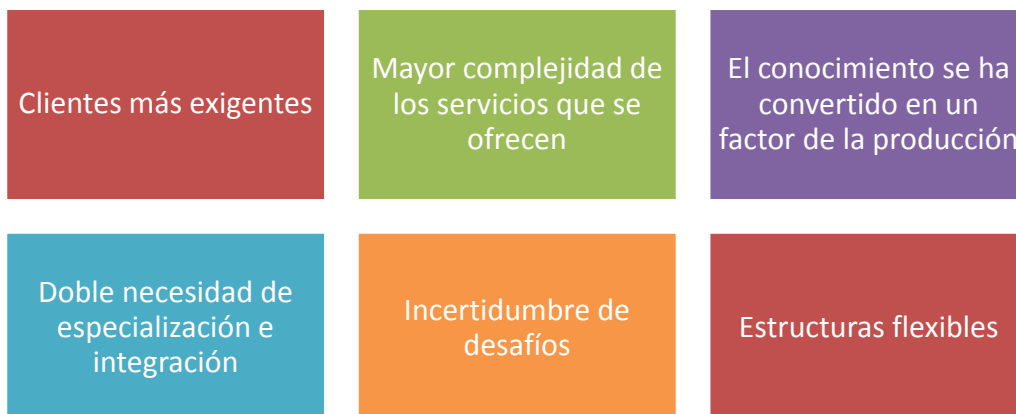 Clientes más exigentes
Mayor complejidad de
los servicios que se
ofrecen
El conocimiento se ha
convertido en un
factor de la producción
Doble necesidad de
especialización e
integración
Incertidumbre de
desafíos
Estructuras flexibles